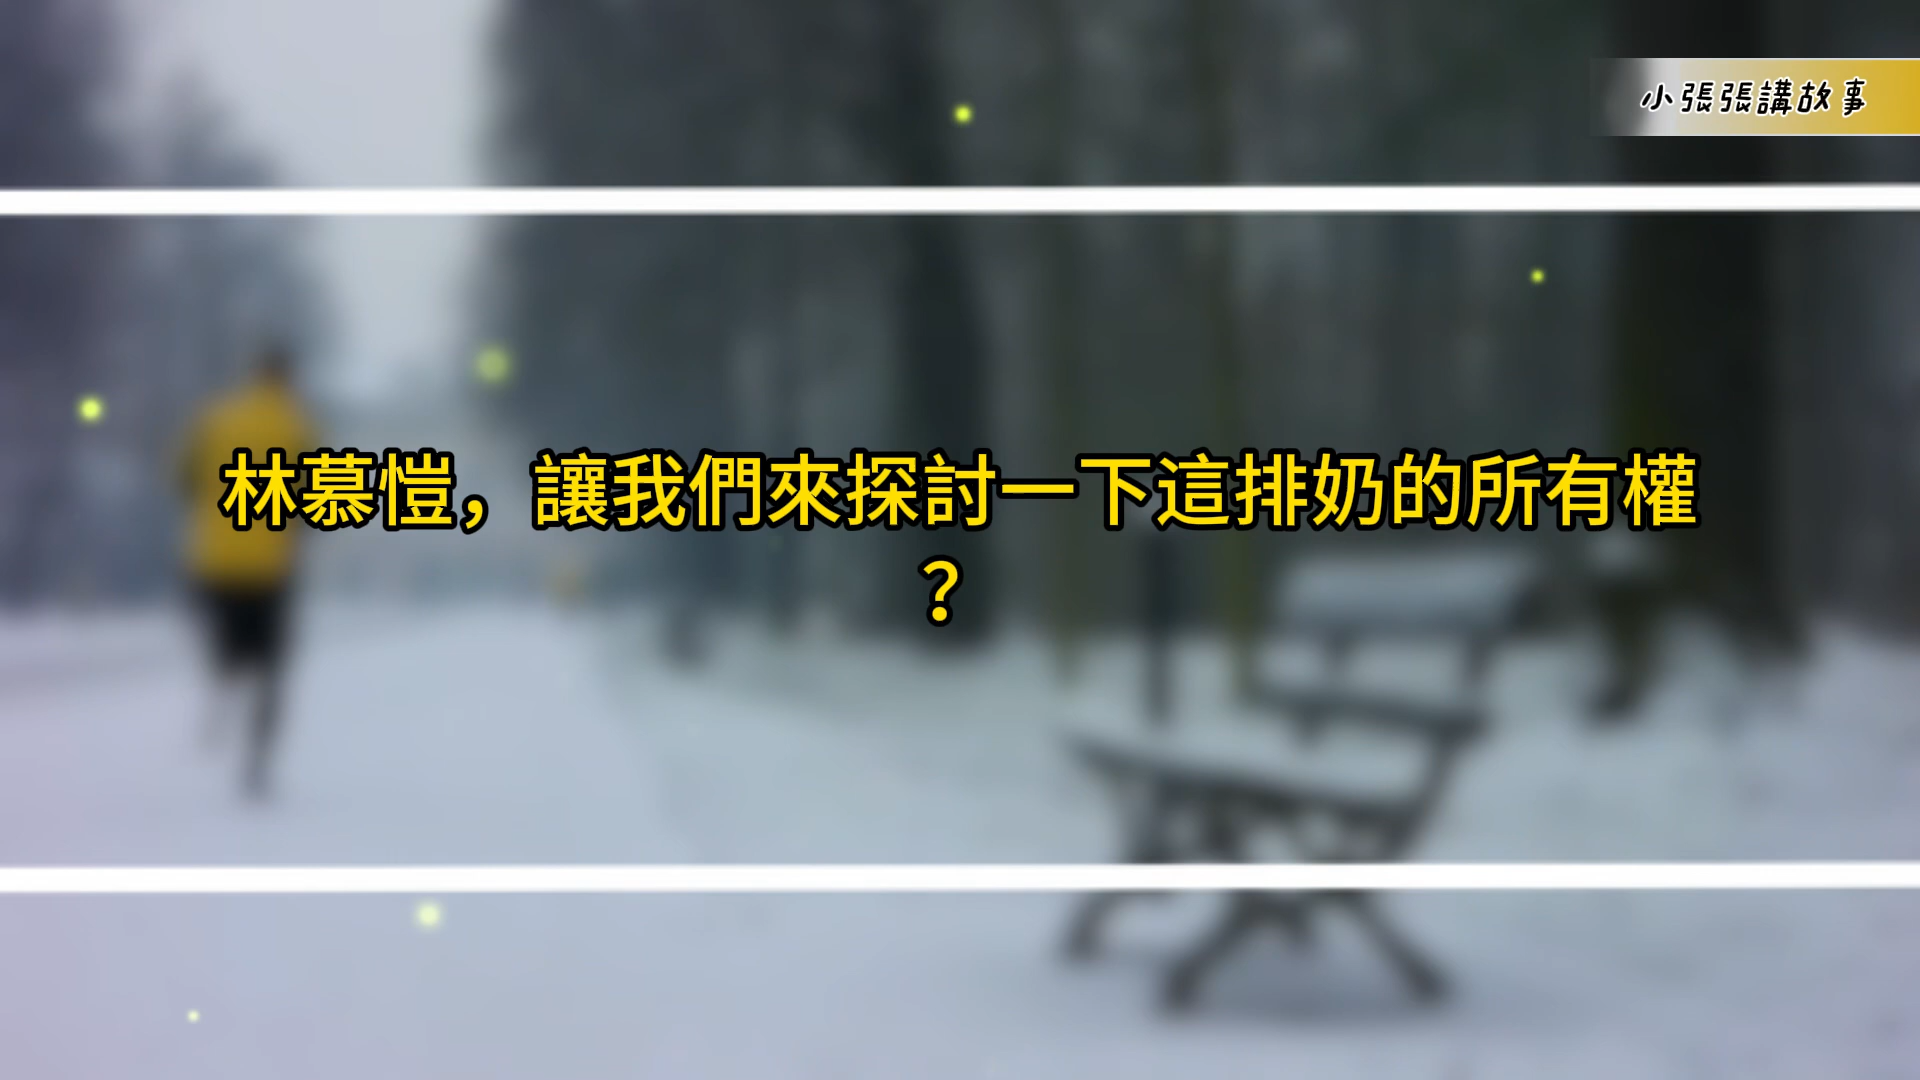 小張張講故事
林慕愷，讓我們來探討一下這排奶的所有權
？